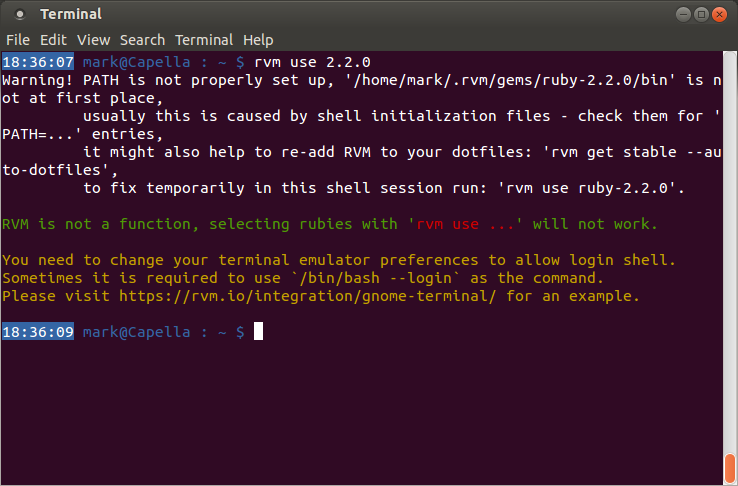 Terminal
File Edit View Search Terminal Help
18:36:07 mark@Capella : ~ $ rvm use 2.2.0
Warning! PATH is not properly set up, '/home/mark/.rvm/gems/ruby-2.2.0/bin' is n
ot at first place,
         usually this is caused by shell initialization files - check them for '
PATH=...' entries,
         it might also help to re-add RVM to your dotfiles: 'rvm get stable --au
to-dotfiles',
         to fix temporarily in this shell session run: 'rvm use ruby-2.2.0'.
RVM is not a function, selecting rubies with 'rvm use ...' will not work.
You need to change your terminal emulator preferences to allow login shell.
Sometimes it is required to use `/bin/bash --login` as the command.
Please visit https://rvm.io/integration/gnome-terminal/ for an example.
18:36:09 mark@Capella : ~ $